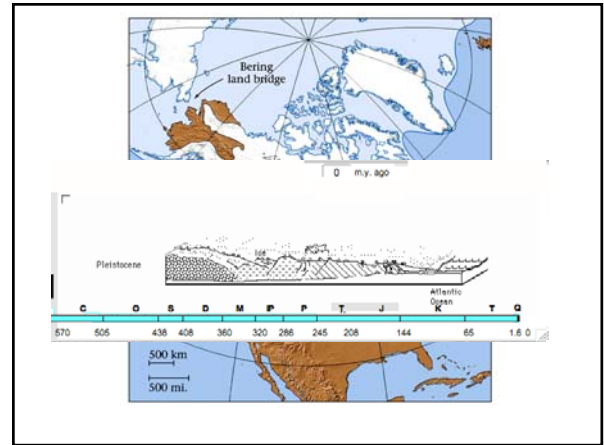 Bering
land bridge
0 m.y. ago
Ice
Pleistocene
Atlantic
Ocean
C O S D M IP P T J K T Q
570 505 438 408 360 320 286 245 208 144 65 1.6 0
500 km
500 mi.